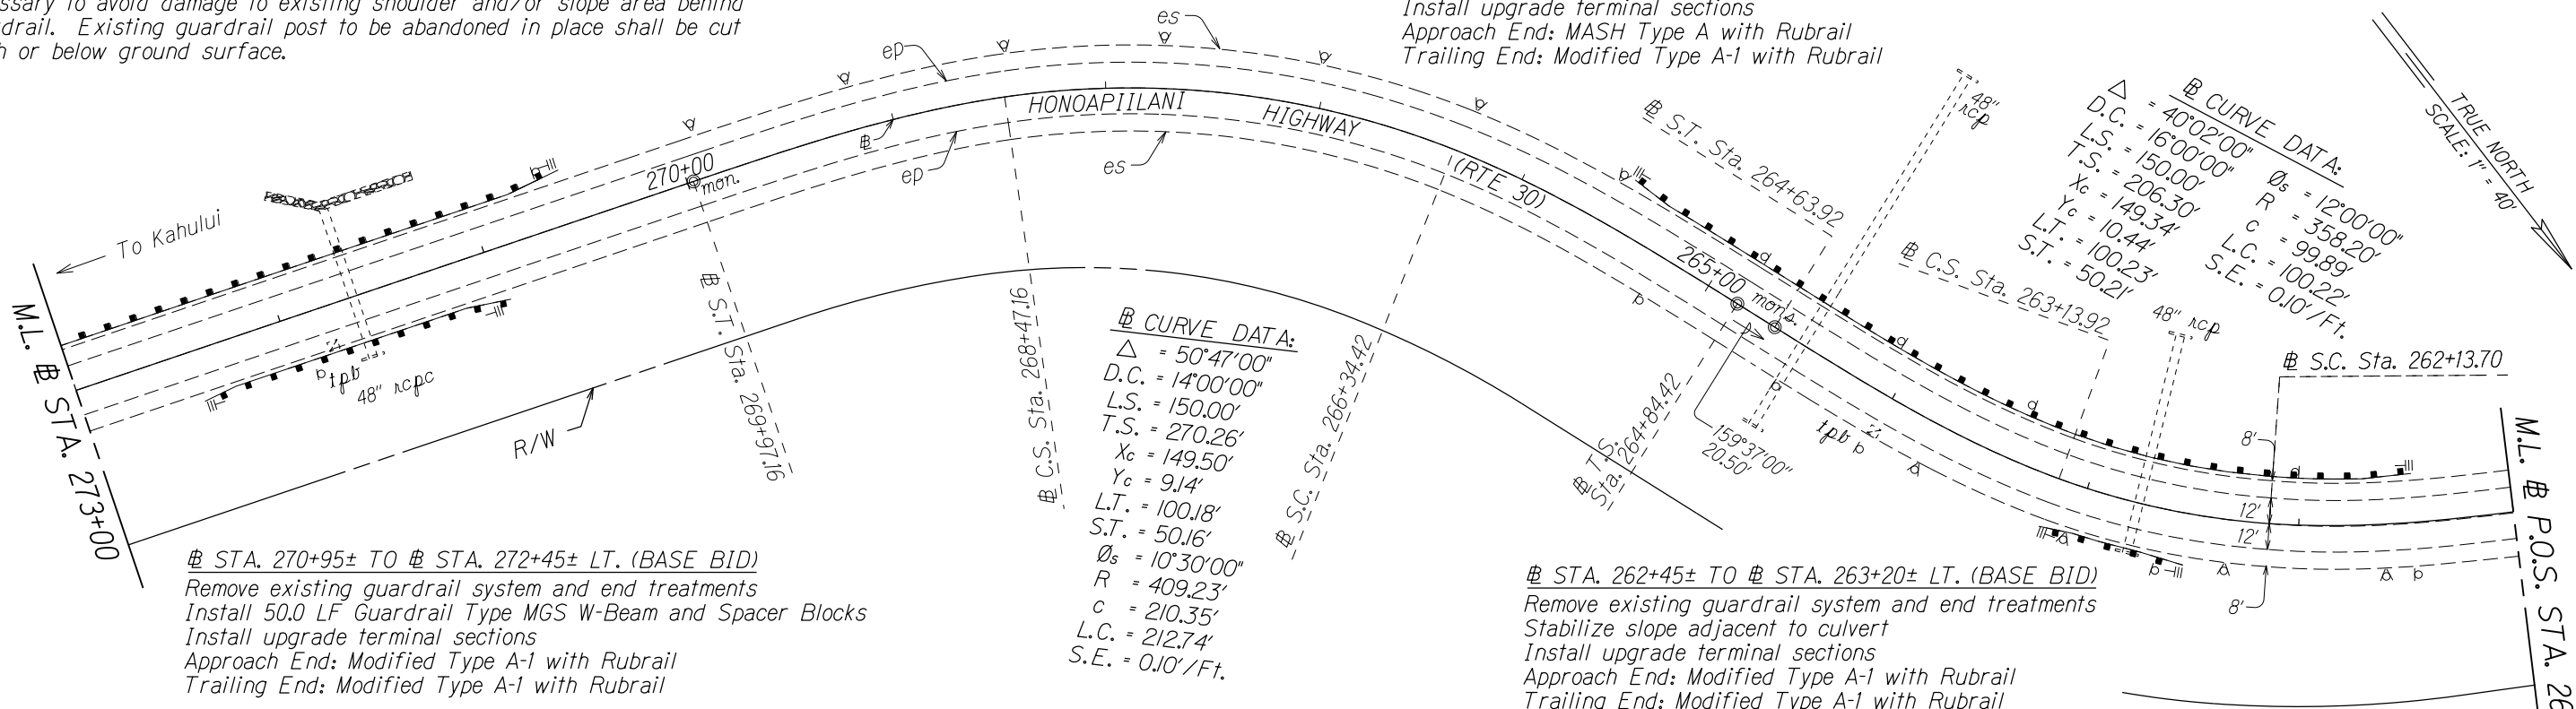 ssary to avoid damage to existing shoulder and/or slope area behind
drail. Existing guardrail post to be abandoned in place shall be cut
h or below ground surface.
Install upgrade terminal sections
Approach End: MASH Type A with Rubrail
Trailing End: Modified Type A-1 with Rubrail
TRUE NORTH
SCALE: 1" = 40'
To Kahului
M.L. ℄ STA. 273+00
270+00
mon.
℄
ep
es
ep
es
HONOAPIILANI HIGHWAY
(RTE 30)
48" rcpc
tpb
R/W
℄ S.T. Sta. 269+97.16
℄ C.S. Sta. 268+47.16
℄ S.C. Sta. 266+34.42
℄ T.S.
Sta. 264+84.42
℄ S.T. Sta. 264+63.92
265+00
mons.
159°37'00"
20.50'
48"
rcp
tpb
℄ C.S. Sta. 263+13.92
48" rcp
℄ S.C. Sta. 262+13.70
8'
12'
12'
8'
M.L. ℄ P.O.S. STA. 26
℄ CURVE DATA:
△ = 50°47'00"
D.C. = 14°00'00"
L.S. = 150.00'
T.S. = 270.26'
Xc = 149.50'
Yc = 9.14'
L.T. = 100.18'
S.T. = 50.16'
Øs = 10°30'00"
R = 409.23'
c = 210.35'
L.C. = 212.74'
S.E. = 0.10'/Ft.
℄ CURVE DATA:
△ = 40°02'00"
D.C. = 16°00'00"
L.S. = 150.00'
T.S. = 206.30'
Xc = 149.34'
Yc = 10.44'
L.T. = 100.23'
S.T. = 50.21'
Øs = 12°00'00"
R = 358.20'
c = 99.89'
L.C. = 100.22'
S.E. = 0.10'/Ft.
℄ STA. 270+95± TO ℄ STA. 272+45± LT. (BASE BID)
Remove existing guardrail system and end treatments
Install 50.0 LF Guardrail Type MGS W-Beam and Spacer Blocks
Install upgrade terminal sections
Approach End: Modified Type A-1 with Rubrail
Trailing End: Modified Type A-1 with Rubrail
℄ STA. 262+45± TO ℄ STA. 263+20± LT. (BASE BID)
Remove existing guardrail system and end treatments
Stabilize slope adjacent to culvert
Install upgrade terminal sections
Approach End: Modified Type A-1 with Rubrail
Trailing End: Modified Type A-1 with Rubrail